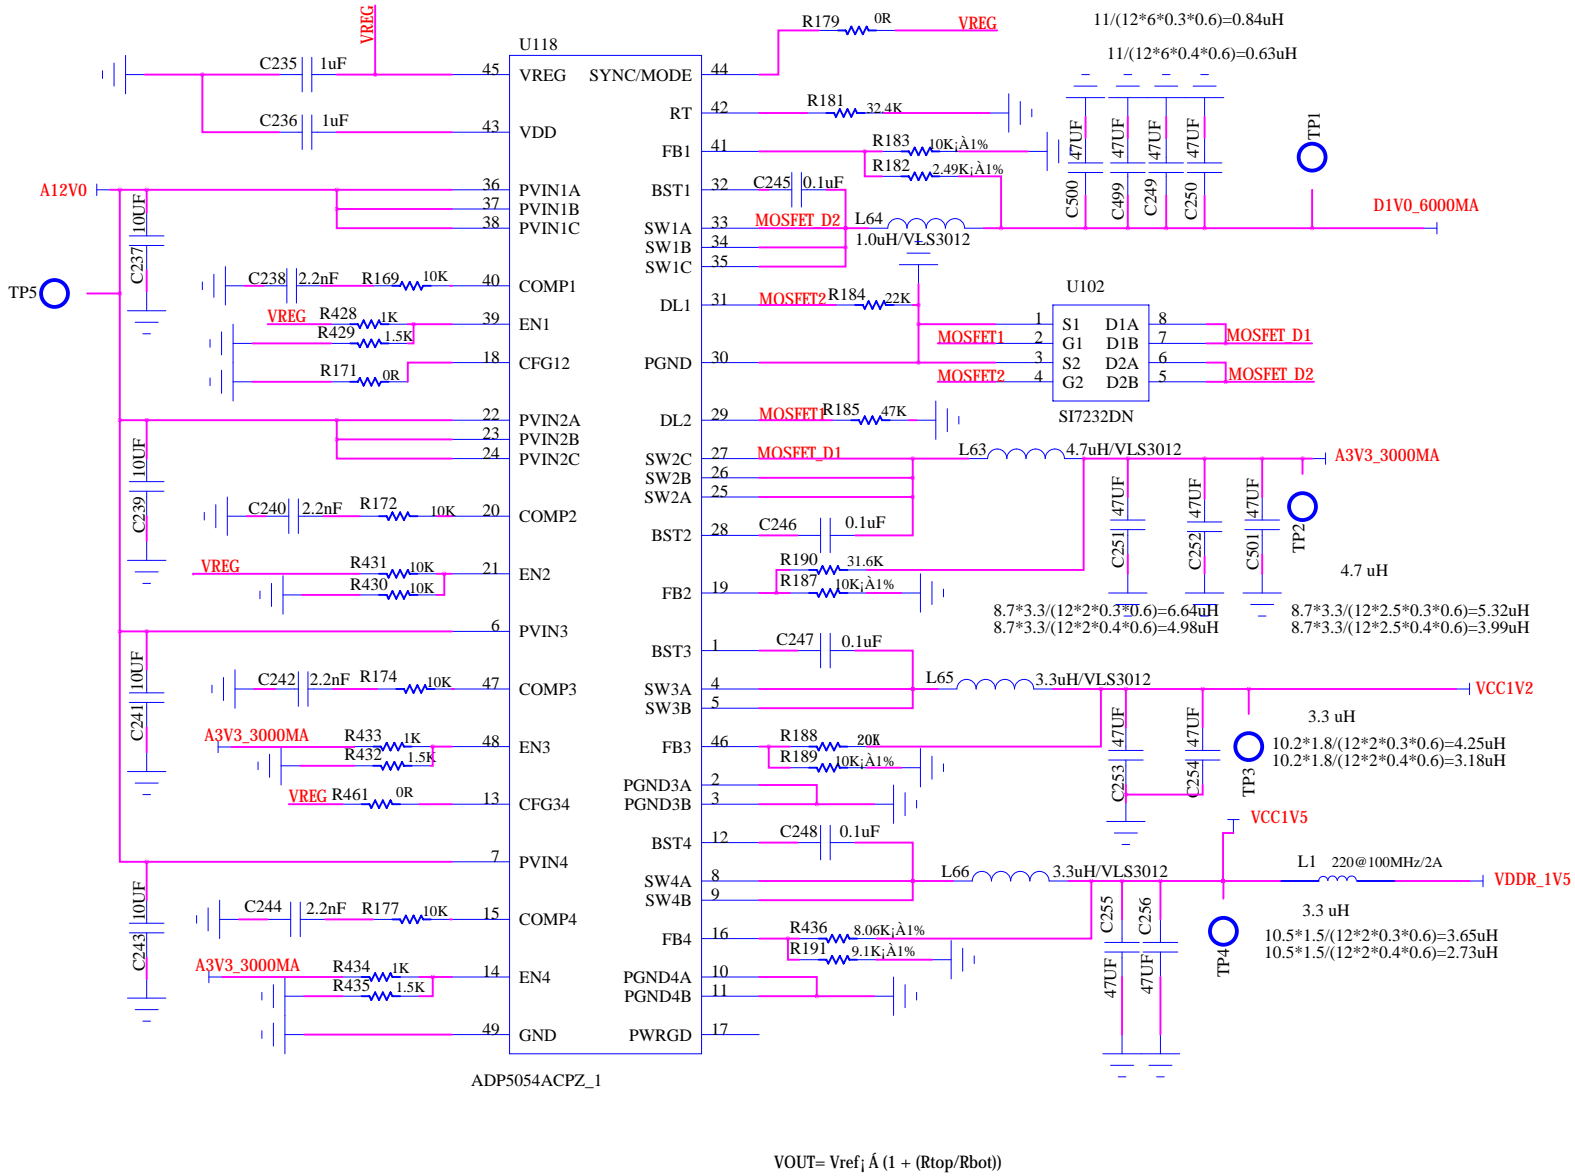 VREG
R179
0R
VREG
11/(12*6*0.3*0.6)=0.84uH
11/(12*6*0.4*0.6)=0.63uH
U118
C235
1uF
45
VREG
SYNC/MODE
44
C236
1uF
43
VDD
RT
42
R181
32.4K
FB1
41
R183
10K¡À1%
R182
2.49K¡À1%
47UF
47UF
47UF
47UF
C500
C499
C249
C250
TP1
A12V0
36
PVIN1A
37
PVIN1B
38
PVIN1C
BST1
32
C245
0.1uF
SW1A
33
MOSFET_D2
L64
1.0uH/VLS3012
SW1B
34
SW1C
35
D1V0_6000MA
10UF
C237
TP5
C238
2.2nF
R169
10K
40
COMP1
VREG
R428
1K
39
EN1
R429
1.5K
R171
0R
18
CFG12
DL1
31
MOSFET2
R184
22K
PGND
30
U102
1
S1
D1A
8
MOSFET1
2
G1
D1B
7
MOSFET_D1
3
S2
D2A
6
MOSFET2
4
G2
D2B
5
MOSFET_D2
SI7232DN
22
PVIN2A
23
PVIN2B
24
PVIN2C
DL2
29
MOSFET1
R185
47K
SW2C
27
MOSFET_D1
L63
4.7uH/VLS3012
A3V3_3000MA
SW2B
26
SW2A
25
10UF
C239
C240
2.2nF
R172
10K
20
COMP2
BST2
28
C246
0.1uF
47UF
C251
47UF
C252
47UF
C501
TP2
VREG
R431
10K
21
EN2
R430
10K
FB2
19
R190
31.6K
R187
10K¡À1%
4.7 uH
8.7*3.3/(12*2*0.3*0.6)=6.64uH
8.7*3.3/(12*2*0.4*0.6)=4.98uH
8.7*3.3/(12*2.5*0.3*0.6)=5.32uH
8.7*3.3/(12*2.5*0.4*0.6)=3.99uH
6
PVIN3
BST3
1
C247
0.1uF
10UF
C241
C242
2.2nF
R174
10K
47
COMP3
SW3A
4
SW3B
5
L65
3.3uH/VLS3012
VCC1V2
A3V3_3000MA
R433
1K
48
EN3
R432
1.5K
FB3
46
R188
20K
R189
10K¡À1%
47UF
C253
47UF
C254
TP3
3.3 uH
10.2*1.8/(12*2*0.3*0.6)=4.25uH
10.2*1.8/(12*2*0.4*0.6)=3.18uH
VREG
R461
0R
13
CFG34
PGND3A
2
PGND3B
3
BST4
12
C248
0.1uF
VCC1V5
7
PVIN4
SW4A
8
SW4B
9
L66
3.3uH/VLS3012
L1
220@100MHz/2A
VDDR_1V5
10UF
C243
C244
2.2nF
R177
10K
15
COMP4
FB4
16
R436
8.06K¡À1%
R191
9.1K¡À1%
C255
47UF
C256
47UF
TP4
3.3 uH
10.5*1.5/(12*2*0.3*0.6)=3.65uH
10.5*1.5/(12*2*0.4*0.6)=2.73uH
A3V3_3000MA
R434
1K
14
EN4
R435
1.5K
PGND4A
10
PGND4B
11
49
GND
PWRGD
17
ADP5054ACPZ_1
VOUT= Vref¡Á (1 + (Rtop/Rbot))